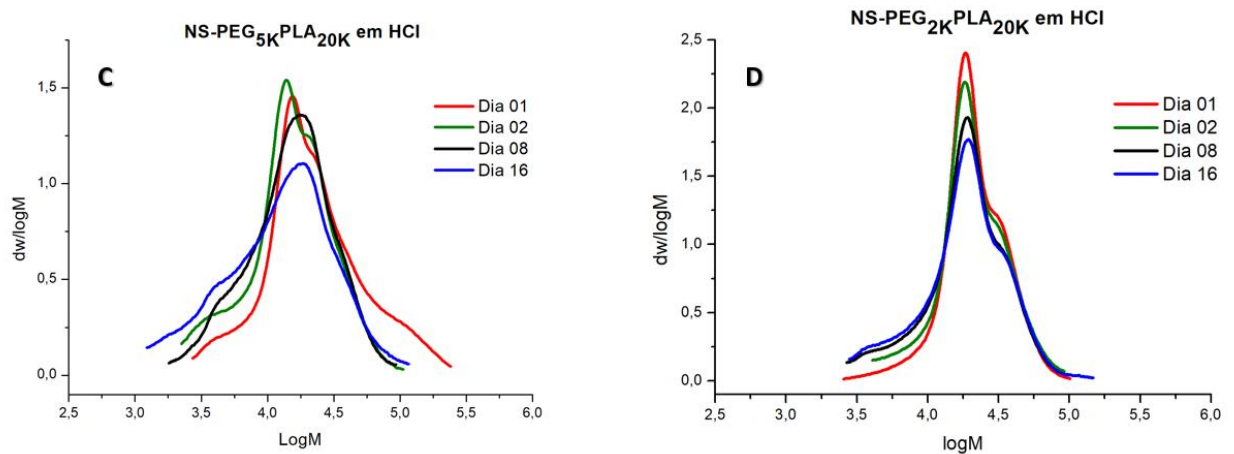 NS-PEG5KPLA20K em HCl
C
Dia 01
Dia 02
Dia 08
Dia 16
dw/logM
1,5
1,0
0,5
0,0
2,5 3,0 3,5 4,0 4,5 5,0 5,5 6,0
LogM
NS-PEG2KPLA20K em HCl
D
Dia 01
Dia 02
Dia 08
Dia 16
dw/logM
2,5
2,0
1,5
1,0
0,5
0,0
2,5 3,0 3,5 4,0 4,5 5,0 5,5 6,0
logM